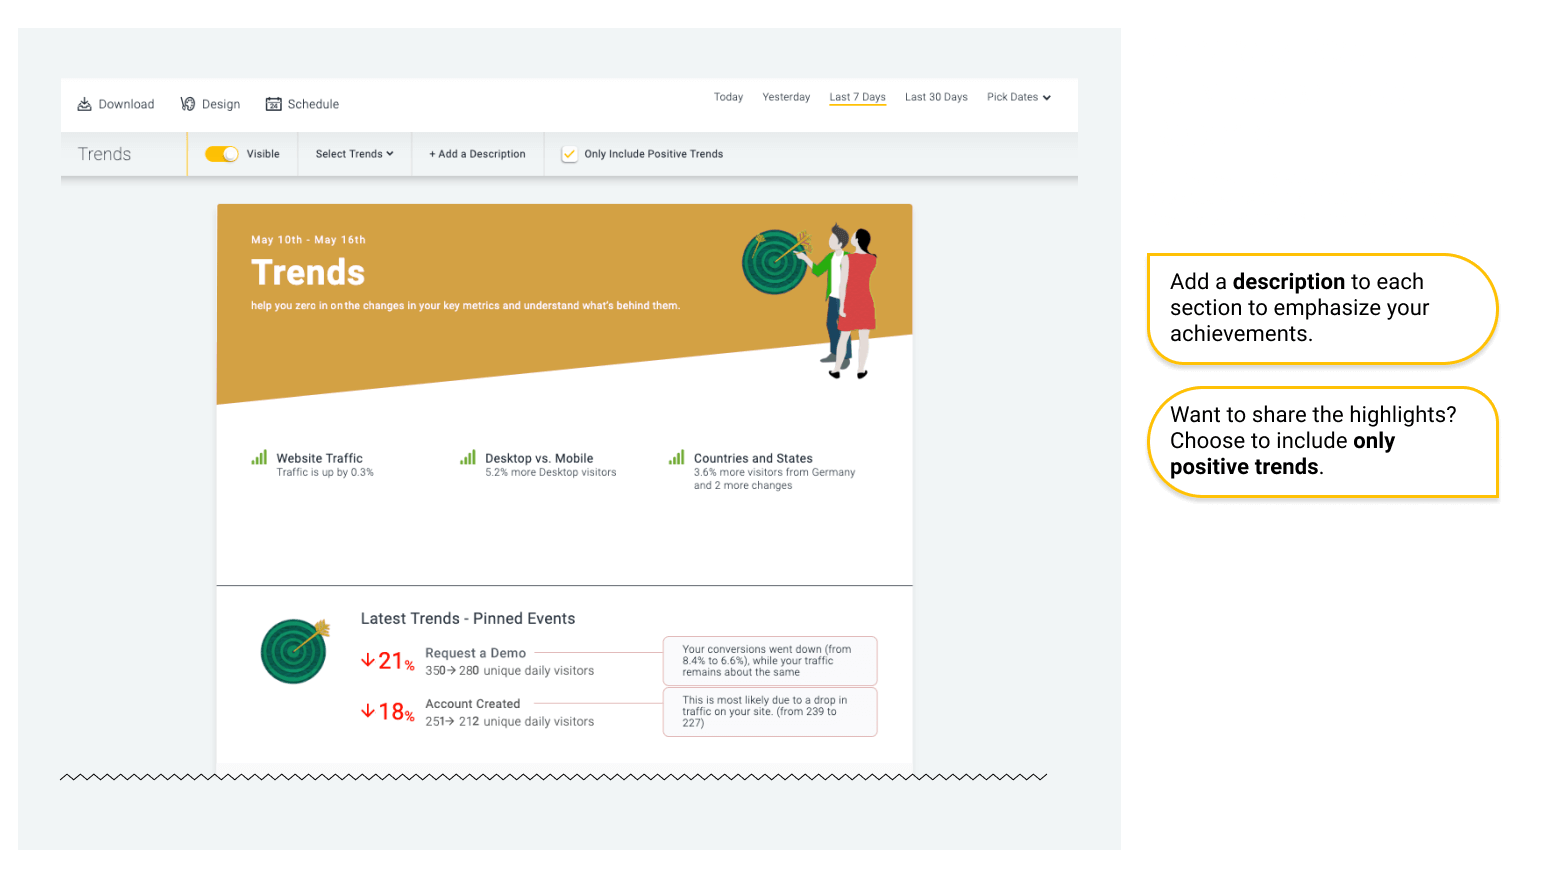 Download
Design
24
Schedule
Today
Yesterday
Last 7 Days
Last 30 Days
Pick Dates
Trends
Visible
Select Trends
+ Add a Description
Only Include Positive Trends
May 10th - May 16th
Trends
help you zero in on the changes in your key metrics and understand what's behind them.
Website Traffic
Traffic is up by 0.3%
Desktop vs. Mobile
5.2% more Desktop visitors
Countries and States
3.6% more visitors from Germany
and 2 more changes
Latest Trends - Pinned Events
↓21%
Request a Demo
350→ 280 unique daily visitors
Your conversions went down (from
8.4% to 6.6%), while your traffic
remains about the same
↓18%
Account Created
251→ 212 unique daily visitors
This is most likely due to a drop in
traffic on your site. (from 239 to
227)
Add a description to each
section to emphasize your
achievements.
Want to share the highlights?
Choose to include only
positive trends.